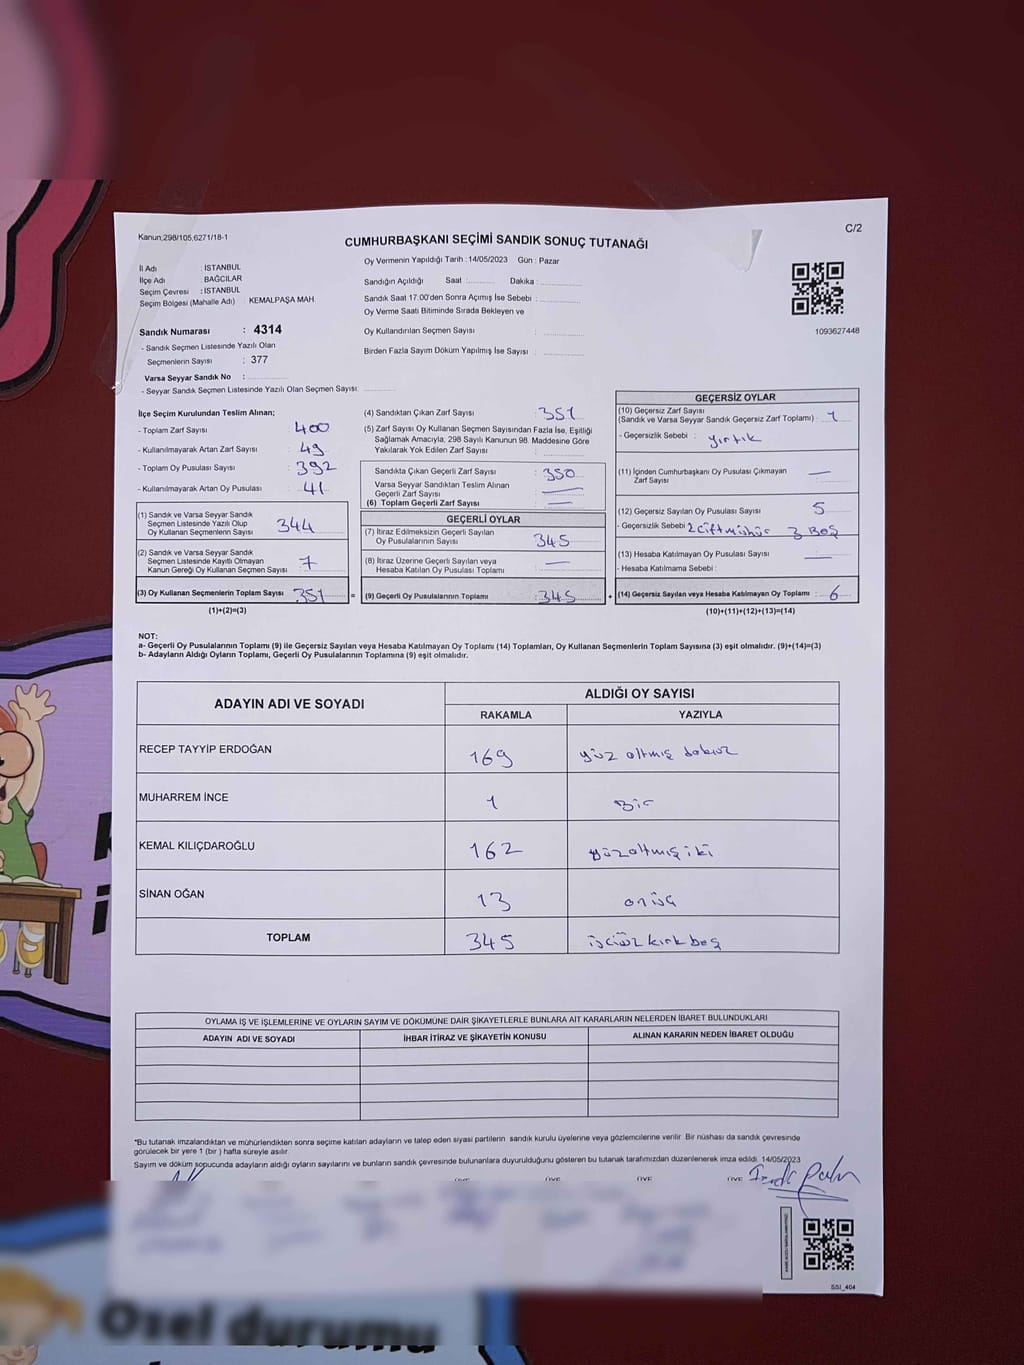 Kanun;298/105,6271/18-1
C/2
CUMHURBAŞKANI SEÇİMİ SANDIK SONUÇ TUTANAĞI
Oy Vermenin Yapıldığı Tarih : 14/05/2023 Gün : Pazar
İl Adı : İSTANBUL
İlçe Adı : BAĞCILAR
Seçim Çevresi : İSTANBUL
Seçim Bölgesi (Mahalle Adı) : KEMALPAŞA MAH.
Sandığın Açıldığı Saat :............ Dakika :............
Sandık Saat 17:00'den Sonra Açımış İse Sebebi :............
Oy Verme Saati Bitiminde Sırada Bekleyen ve
Oy Kullandırılan Seçmen Sayısı :............
Birden Fazla Sayım Döküm Yapılmış İse Sayısı :............
1093627448
Sandık Numarası : 4314
- Sandık Seçmen Listesinde Yazılı Olan
Seçmenlerin Sayısı : 377
Varsa Seyyar Sandık No :............
- Seyyar Sandık Seçmen Listesinde Yazılı Olan Seçmen Sayısı:............
İlçe Seçim Kurulundan Teslim Alınan;
- Toplam Zarf Sayısı : 400
- Kullanılmayarak Artan Zarf Sayısı : 49
- Toplam Oy Pusulası Sayısı : 392
- Kullanılmayarak Artan Oy Pusulası : 41
(1) Sandık ve Varsa Seyyar Sandık
Seçmen Listesinde Yazılı Olup
Oy Kullanan Seçmenlerin Sayısı 344
(2) Sandık ve Varsa Seyyar Sandık
Seçmen Listesinde Kayıtlı Olmayan
Kanun Gereği Oy Kullanan Seçmen Sayısı : 7
(3) Oy Kullanan Seçmenlerin Toplam Sayısı 351 =
(1)+(2)=(3)
(4) Sandıktan Çıkan Zarf Sayısı : 351
(5) Zarf Sayısı Oy Kullanan Seçmen Sayısından Fazla İse, Eşitliği
Sağlamak Amacıyla, 298 Sayılı Kanunun 98. Maddesine Göre
Yakılarak Yok Edilen Zarf Sayısı :............
Sandıkta Çıkan Geçerli Zarf Sayısı : 350
Varsa Seyyar Sandıktan Teslim Alınan
Geçerli Zarf Sayısı —
(6) Toplam Geçerli Zarf Sayısı : —
GEÇERLİ OYLAR
(7) İtiraz Edilmeksizin Geçerli Sayılan
Oy Pusulalarının Sayısı : 345
(8) İtiraz Üzerine Geçerli Sayılan veya
Hesaba Katılan Oy Pusulası Toplamı : —
(9) Geçerli Oy Pusulalarının Toplamı : 345 +
GEÇERSİZ OYLAR
(10) Geçersiz Zarf Sayısı
(Sandık ve Varsa Seyyar Sandık Geçersiz Zarf Toplamı) : 1
- Geçersizlik Sebebi : yırtık
(11) İçinden Cumhurbaşkanı Oy Pusulası Çıkmayan
Zarf Sayısı —
(12) Geçersiz Sayılan Oy Pusulası Sayısı : 5
- Geçersizlik Sebebi 2 Çift mühür 3 BOŞ
(13) Hesaba Katılmayan Oy Pusulası Sayısı : —
- Hesaba Katılmama Sebebi :
(14) Geçersiz Sayılan veya Hesaba Katılmayan Oy Toplamı : 6
(10)+(11)+(12)+(13)=(14)
NOT:
a- Geçerli Oy Pusulalarının Toplamı (9) ile Geçersiz Sayılan veya Hesaba Katılmayan Oy Toplamı (14) Toplamları, Oy Kullanan Seçmenlerin Toplam Sayısına (3) eşit olmalıdır. (9)+(14)=(3)
b- Adayların Aldığı Oyların Toplamı, Geçerli Oy Pusulalarının Toplamına (9) eşit olmalıdır.
ADAYIN ADI VE SOYADI ALDIĞI OY SAYISI
RAKAMLA YAZIYLA
RECEP TAYYİP ERDOĞAN 169 yüz altmış dokuz
MUHARREM İNCE 1 Bir
KEMAL KILIÇDAROĞLU 162 yüzaltmış iki
SİNAN OĞAN 13 onüç
TOPLAM 345 üçyüz kırk beş
OYLAMA İŞ VE İŞLEMLERİNE VE OYLARIN SAYIM VE DÖKÜMÜNE DAİR ŞİKAYETLERLE BUNLARA AİT KARARLARIN NELERDEN İBARET BULUNDUKLARI
ADAYIN ADI VE SOYADI İHBAR İTİRAZ VE ŞİKAYETİN KONUSU ALINAN KARARIN NEDEN İBARET OLDUĞU
*Bu tutanak imzalandıktan ve mühürlendikten sonra seçime katılan adayların ve talep eden siyasi partilerin sandık kurulu üyelerine veya gözlemcilerine verilir. Bir nüshası da sandık çevresinde
görülecek bir yere 1 (bir ) hafta süreyle asılır.
Sayım ve döküm sonucunda adayların aldığı oyların sayılarını ve bunların sandık çevresinde bulunanlara duyurulduğunu gösteren bu tutanak tarafımızdan düzenlenerek imza edildi. 14/05/2023
SSİ_404
Özel durumu